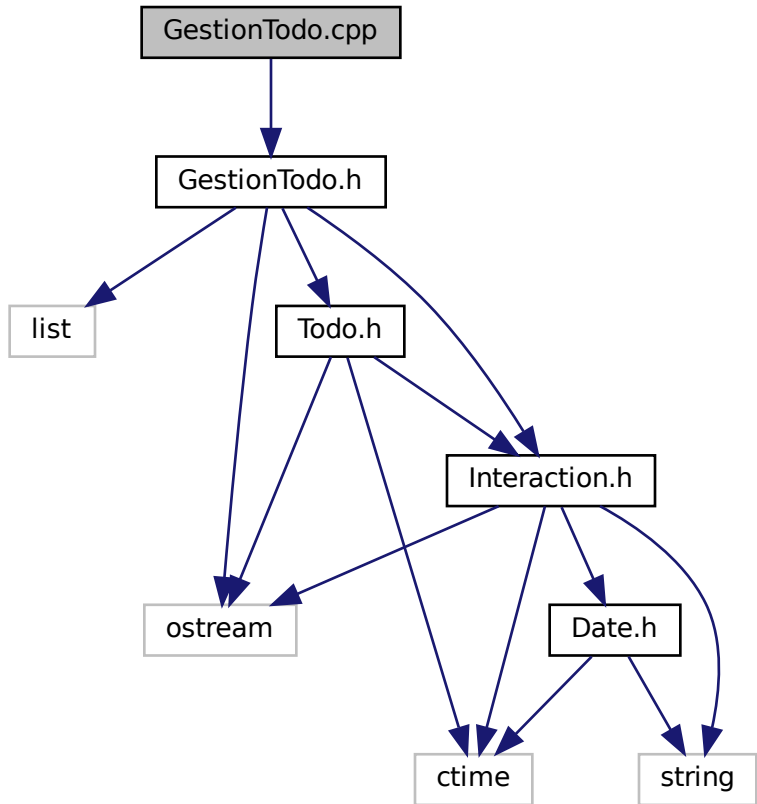 GestionTodo.cpp
GestionTodo.h
list
Todo.h
Interaction.h
ostream
Date.h
ctime
string